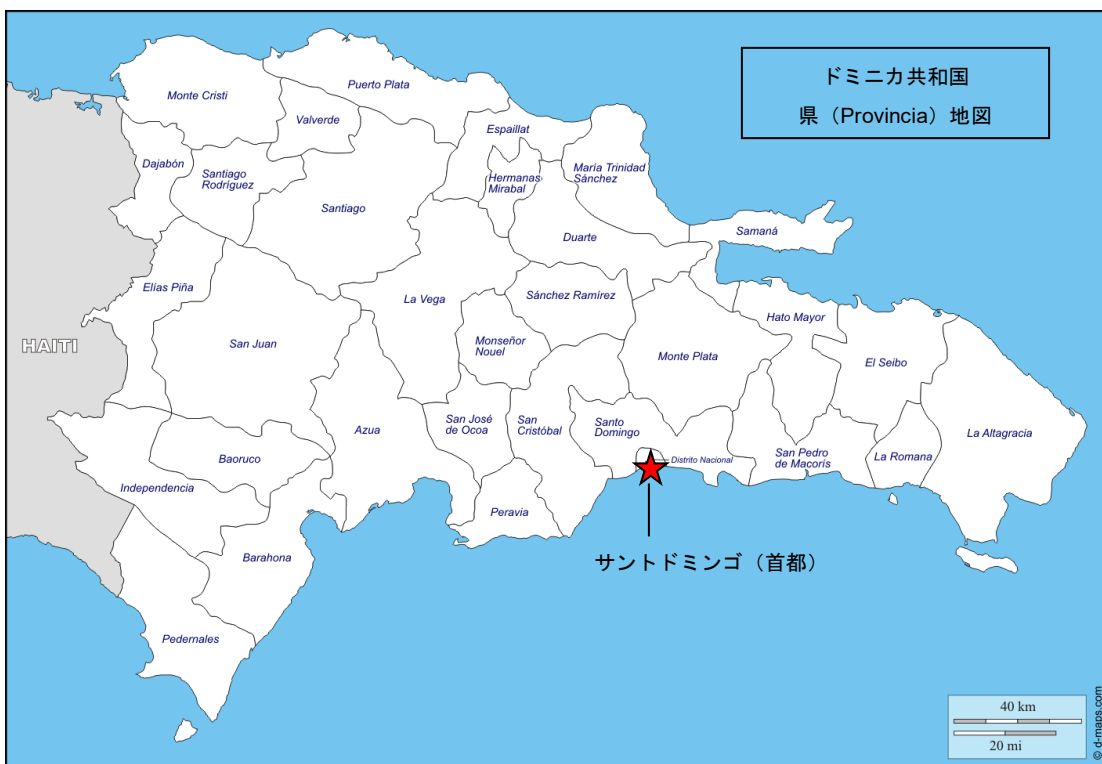 ドミニカ共和国
県（Provincia）地図
Puerto Plata
Monte Cristi
Valverde
Espaillat
Dajabón
Santiago
Rodríguez
Hermanas
Mirabal
María Trinidad
Sánchez
Santiago
Duarte
Samaná
Elías Piña
La Vega
Sánchez Ramírez
Hato Mayor
HAITI
San Juan
Monseñor
Nouel
Monte Plata
El Seibo
Azua
San José
de Ocoa
San
Cristóbal
Santo
Domingo
La Altagracia
Baoruco
Distrito Nacional
San Pedro
de Macorís
La Romana
Independencia
Peravia
Barahona
サントドミンゴ（首都）
Pedernales
40 km
20 mi
© d-maps.com